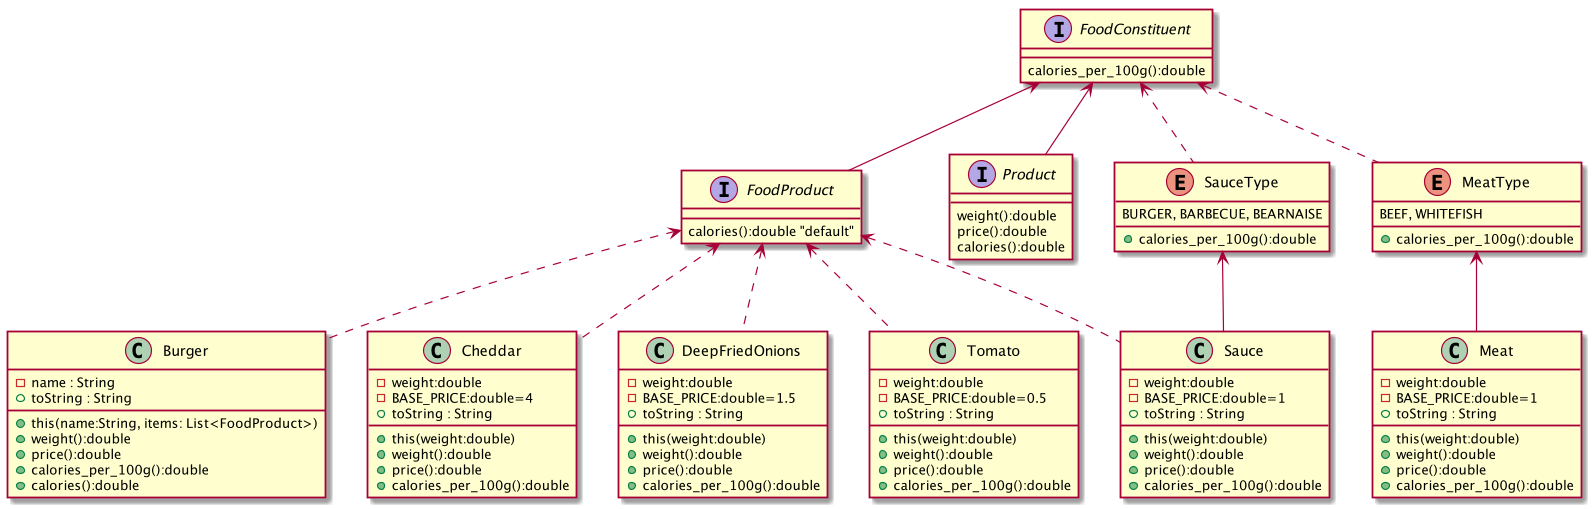 I FoodConstituent
calories_per_100g():double
I FoodProduct
calories():double "default"
I Product
weight():double
price():double
calories():double
E SauceType
BURGER, BARBECUE, BEARNAISE
calories_per_100g():double
E MeatType
BEEF, WHITEFISH
calories_per_100g():double
C Burger
name : String
toString : String
this(name:String, items: List<FoodProduct>)
weight():double
price():double
calories_per_100g():double
calories():double
C Cheddar
weight:double
BASE_PRICE:double=4
toString : String
this(weight:double)
weight():double
price():double
calories_per_100g():double
C DeepFriedOnions
weight:double
BASE_PRICE:double=1.5
toString : String
this(weight:double)
weight():double
price():double
calories_per_100g():double
C Tomato
weight:double
BASE_PRICE:double=0.5
toString : String
this(weight:double)
weight():double
price():double
calories_per_100g():double
C Sauce
weight:double
BASE_PRICE:double=1
toString : String
this(weight:double)
weight():double
price():double
calories_per_100g():double
C Meat
weight:double
BASE_PRICE:double=1
toString : String
this(weight:double)
weight():double
price():double
calories_per_100g():double